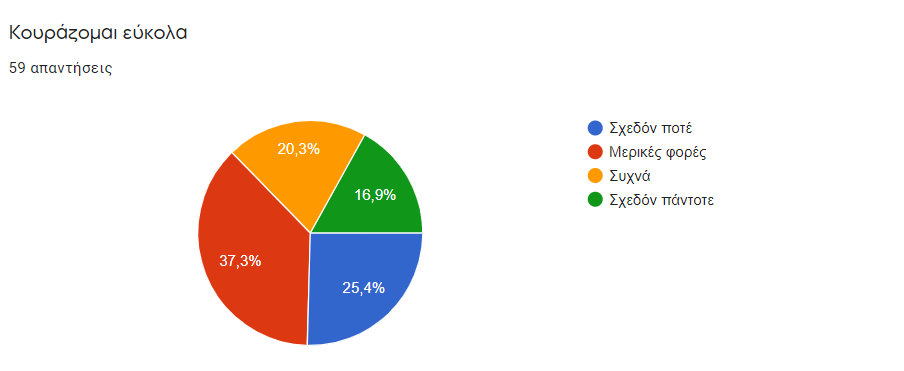 Κουράζομαι εύκολα
59 απαντήσεις
Σχεδόν ποτέ
Μερικές φορές
Συχνά
Σχεδόν πάντοτε
20,3%
16,9%
37,3%
25,4%